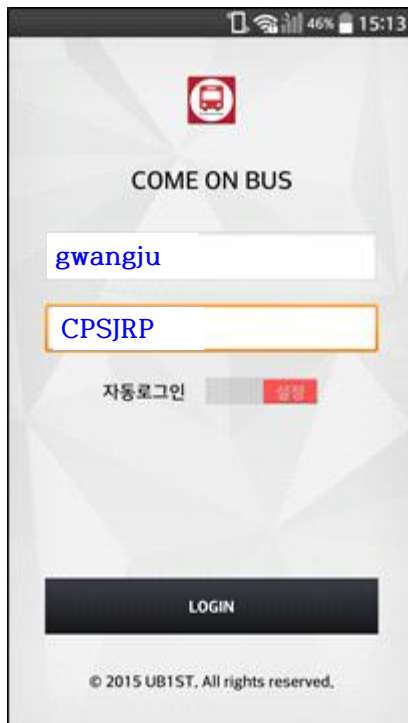 46% 15:13
COME ON BUS
gwangju
CPSJRP
자동로그인 설정
LOGIN
© 2015 UB1ST. All rights reserved.